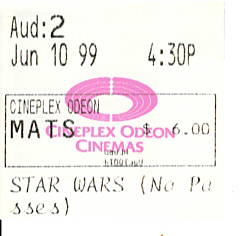 Aud:2
Jun 10 99 4:30P
CINEPLEX ODEON
MATS $ 6.00
CINEPLEX ODEON
CINEMAS
STAR WARS (No Pa
sses)